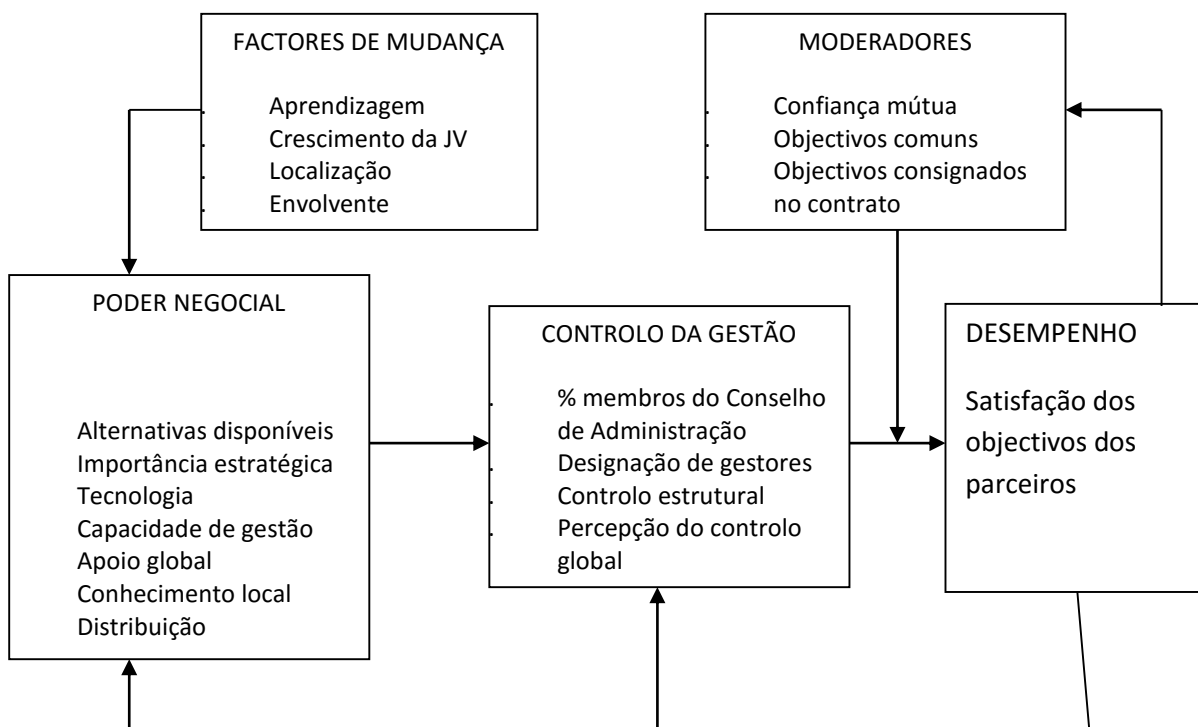 FACTORES DE MUDANÇA
. Aprendizagem
. Crescimento da JV
. Localização
. Envolvente
MODERADORES
. Confiança mútua
. Objectivos comuns
. Objectivos consignados
no contrato
PODER NEGOCIAL
Alternativas disponíveis
Importância estratégica
Tecnologia
Capacidade de gestão
Apoio global
Conhecimento local
Distribuição
CONTROLO DA GESTÃO
. % membros do Conselho
de Administração
. Designação de gestores
. Controlo estrutural
. Percepção do controlo
global
DESEMPENHO
Satisfação dos
objectivos dos
parceiros